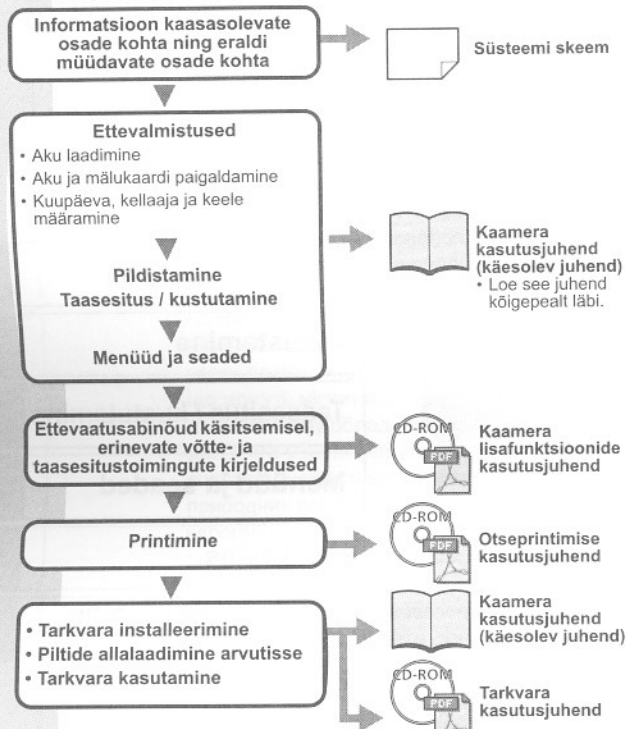 Informatsioon kaasasolevate
osade kohta ning eraldi
müüdavate osade kohta
Süsteemi skeem
Ettevalmistused
• Aku laadimine
• Aku ja mälukaardi paigaldamine
• Kuupäeva, kellaaja ja keele
määramine
Pildistamine
Taasesitus / kustutamine
Menüüd ja seaded
Kaamera
kasutusjuhend
(käesolev juhend)
• Loe see juhend
kõigepealt läbi.
Ettevaatusabinõud käsitsemisel,
erinevate võtte- ja
taasesitustoimingute kirjeldused
CD-ROM
PDF
Kaamera
lisafunktsioonide
kasutusjuhend
Printimine
CD-ROM
PDF
Otseprintimise
kasutusjuhend
• Tarkvara installeerimine
• Piltide allalaadimine arvutisse
• Tarkvara kasutamine
Kaamera
kasutusjuhend
(käesolev juhend)
CD-ROM
PDF
Tarkvara
kasutusjuhend